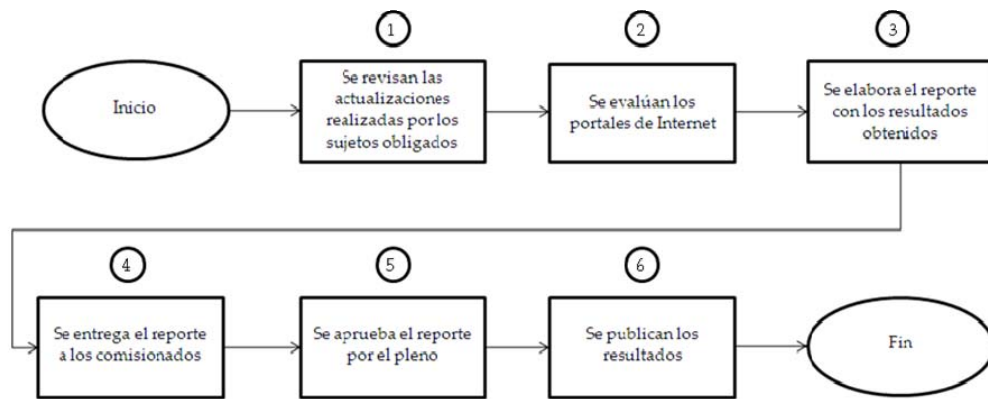 1
2
3
Inicio
Se revisan las
actualizaciones
realizadas por los
sujetos obligados
Se evalúan los
portales de Internet
Se elabora el reporte
con los resultados
obtenidos
4
5
6
Se entrega el reporte
a los comisionados
Se aprueba el reporte
por el pleno
Se publican los
resultados
Fin